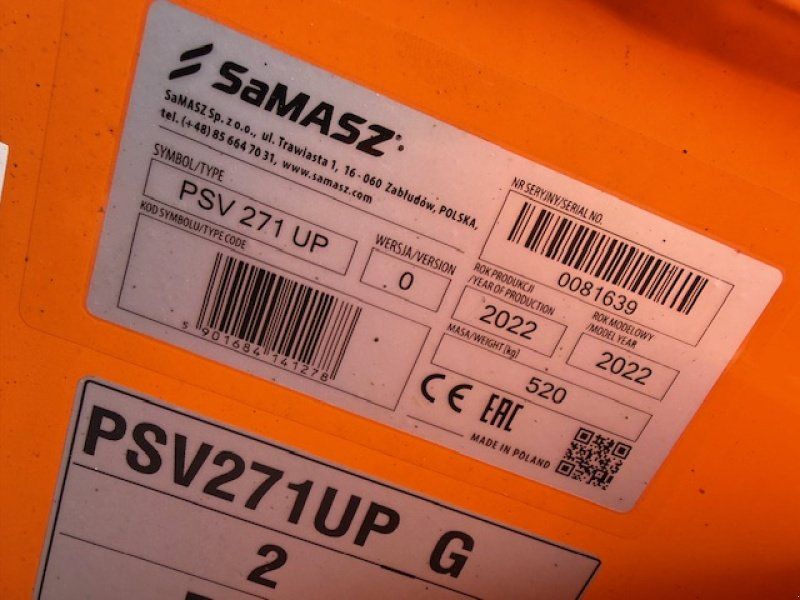 SaMASZ
SaMASZ Sp. z o.o., ul. Trawiasta 1, 16-060 Zabłudów, POLSKA,
tel. (+48) 85 664 70 31, www.samasz.com
SYMBOL/TYPE
PSV 271 UP
WERSJA/VERSION
0
KOD SYMBOLU/TYPE CODE
5 901684 141278
NR SERYJNY/SERIAL NO.
0081639
ROK PRODUKCJI
/YEAR OF PRODUCTION
2022
ROK MODELOWY
/MODEL YEAR
2022
MASA/WEIGHT [kg]
520
CE EAC
MADE IN POLAND
PSV271UP G
2